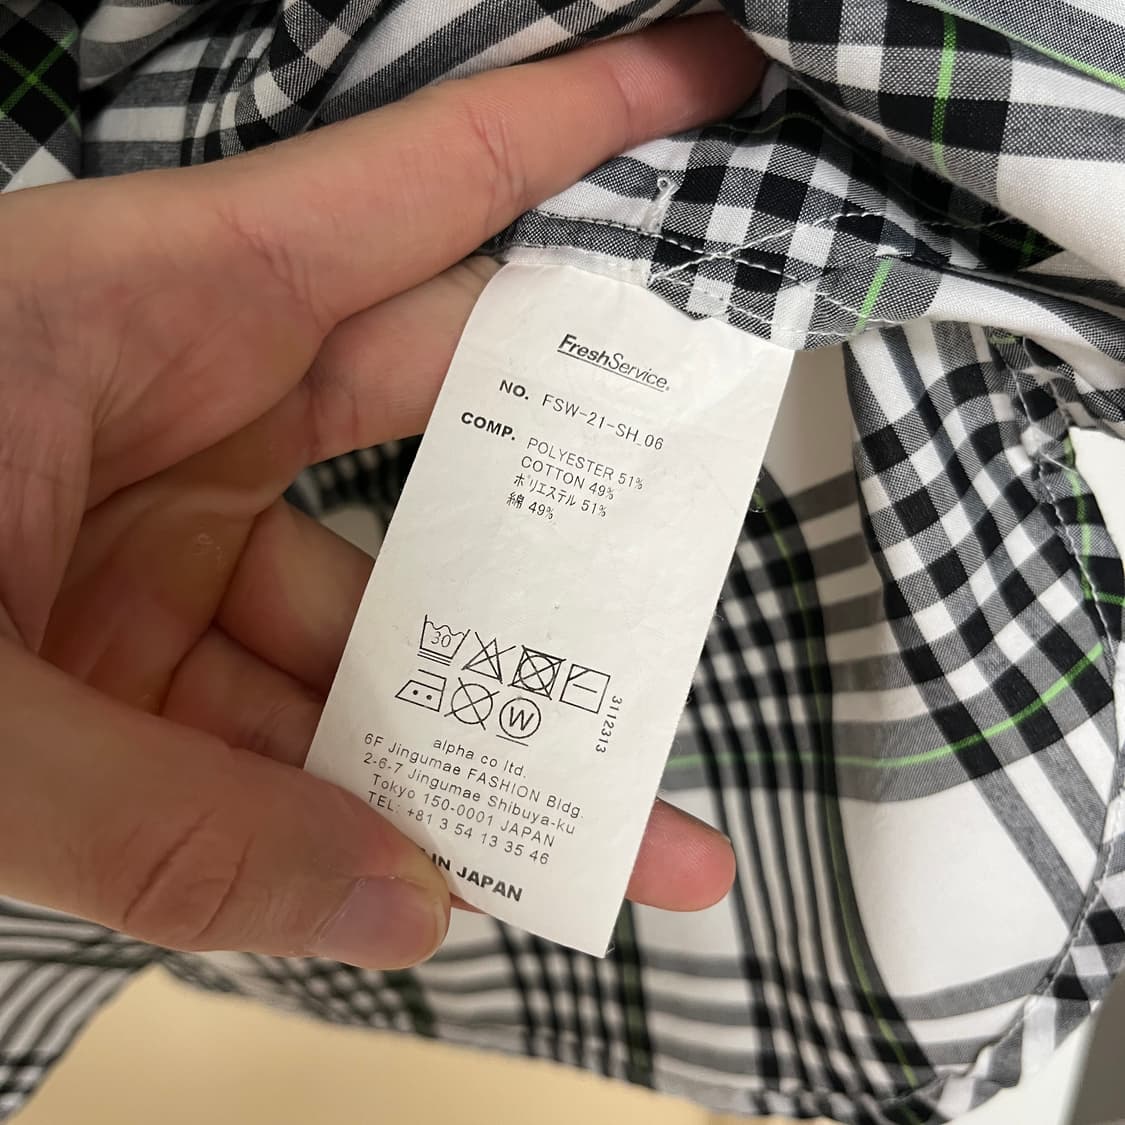 FreshService®
NO. FSW-21-SH_06
COMP. POLYESTER 51%
COTTON 49%
ポリエステル 51%
綿 49%
30
W
3112313
alpha co ltd.
6F Jingumae FASHION Bldg.
2-6-7 Jingumae Shibuya-ku
Tokyo 150-0001 JAPAN
TEL: +81 3 54 13 35 46
IN JAPAN